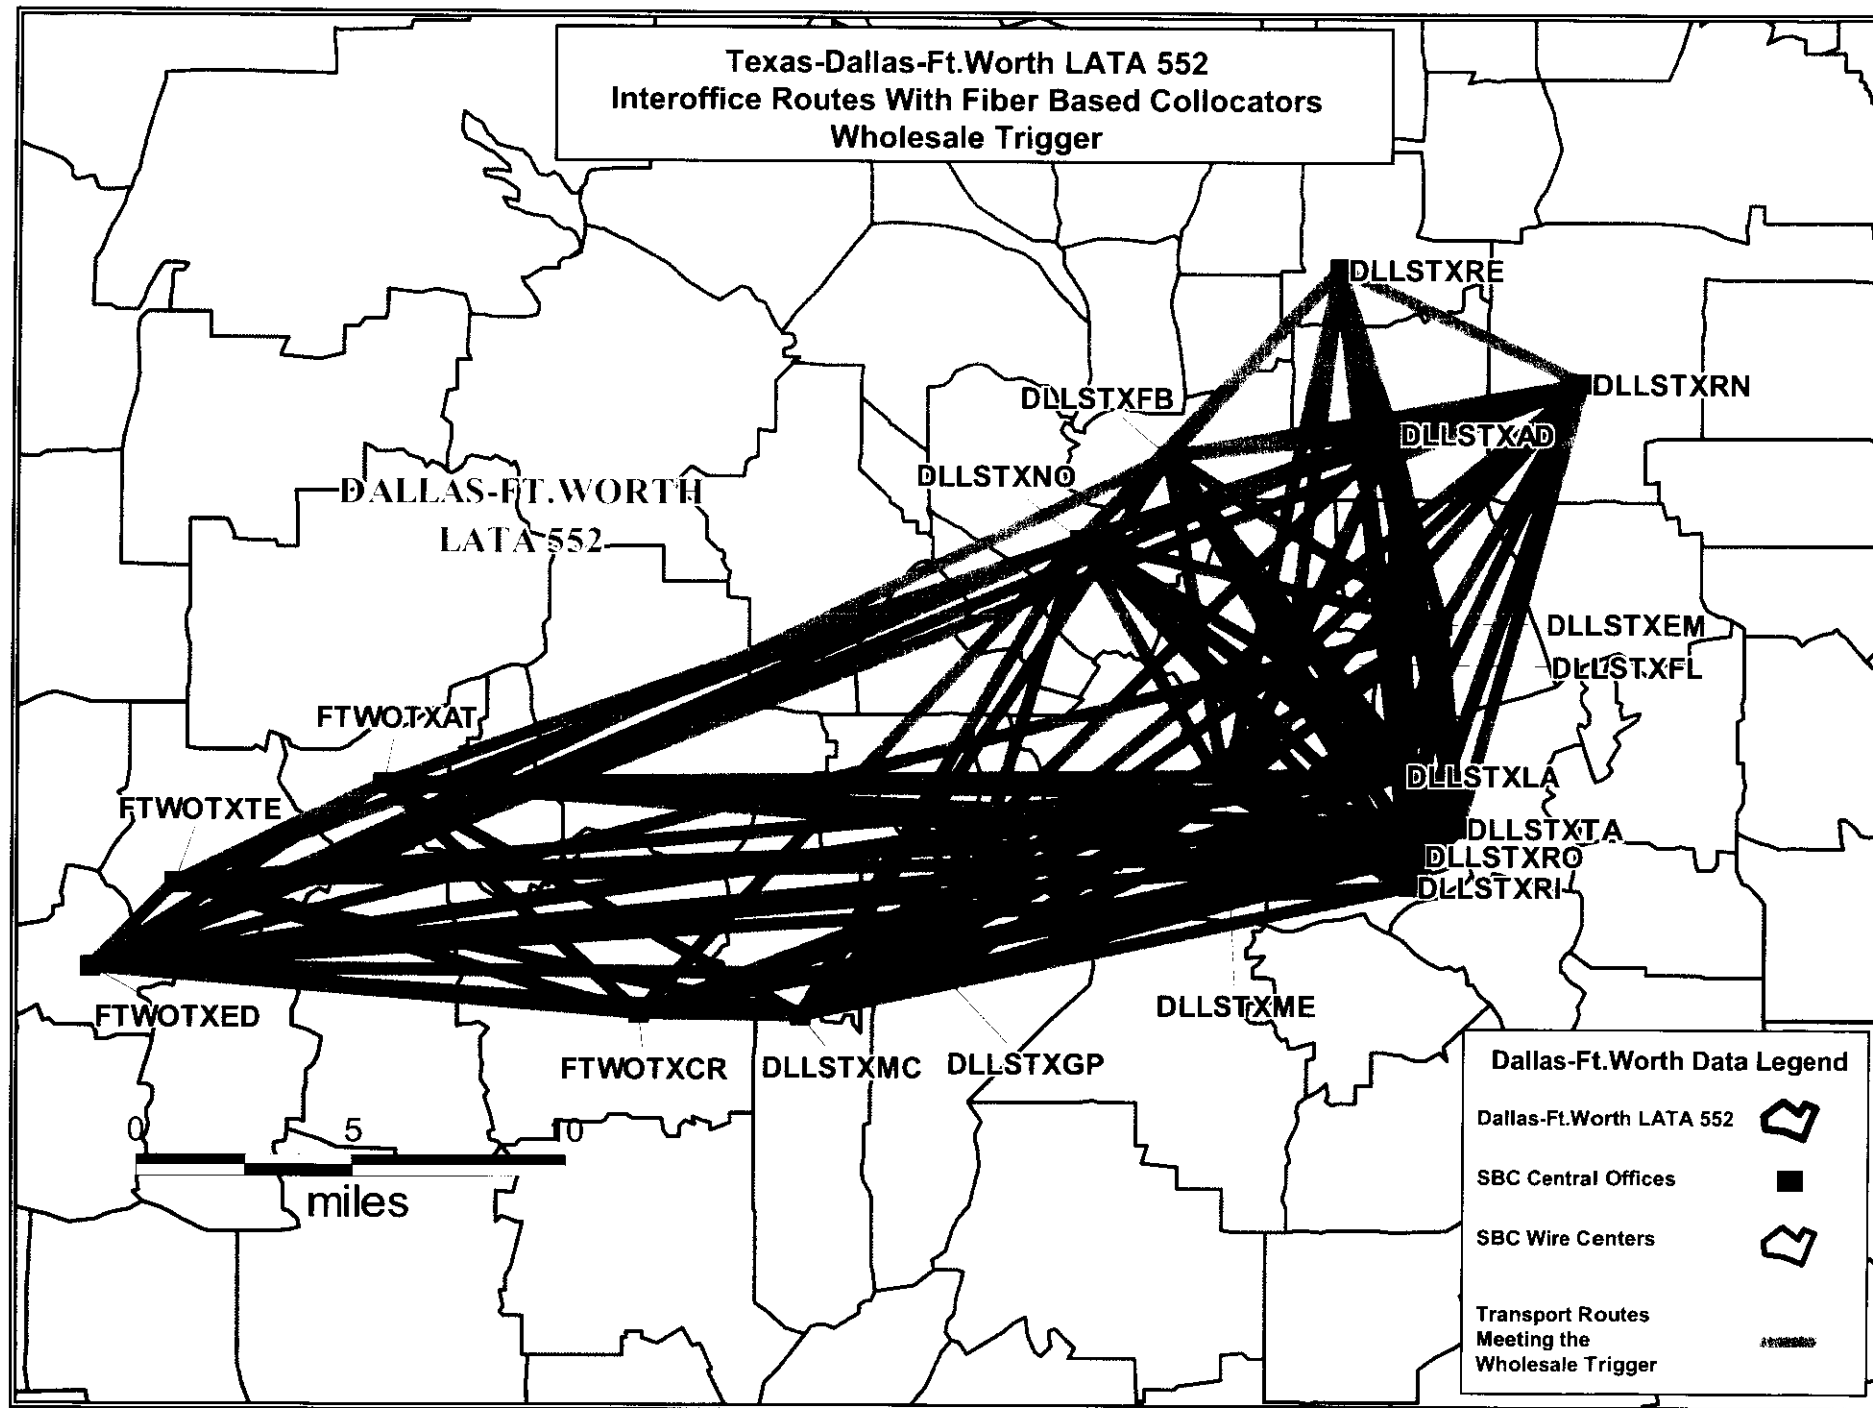 Texas-Dallas-Ft.Worth LATA 552
Interoffice Routes With Fiber Based Collocators
Wholesale Trigger
DLLSTXRE
DLLSTXRN
DLLSTXFB
DLLSTXAD
DLLSTXNO
DALLAS-FT.WORTH
LATA 552
DLLSTXEM
DLLSTXFL
FTWOTXAT
DLLSTXLA
FTWOTXTE
DLLSTXTA
DLLSTXRO
DLLSTXRI
FTWOTXED
DLLSTXME
FTWOTXCR
DLLSTXMC
DLLSTXGP
0 5 10
miles
Dallas-Ft.Worth Data Legend
Dallas-Ft.Worth LATA 552
SBC Central Offices
SBC Wire Centers
Transport Routes
Meeting the
Wholesale Trigger